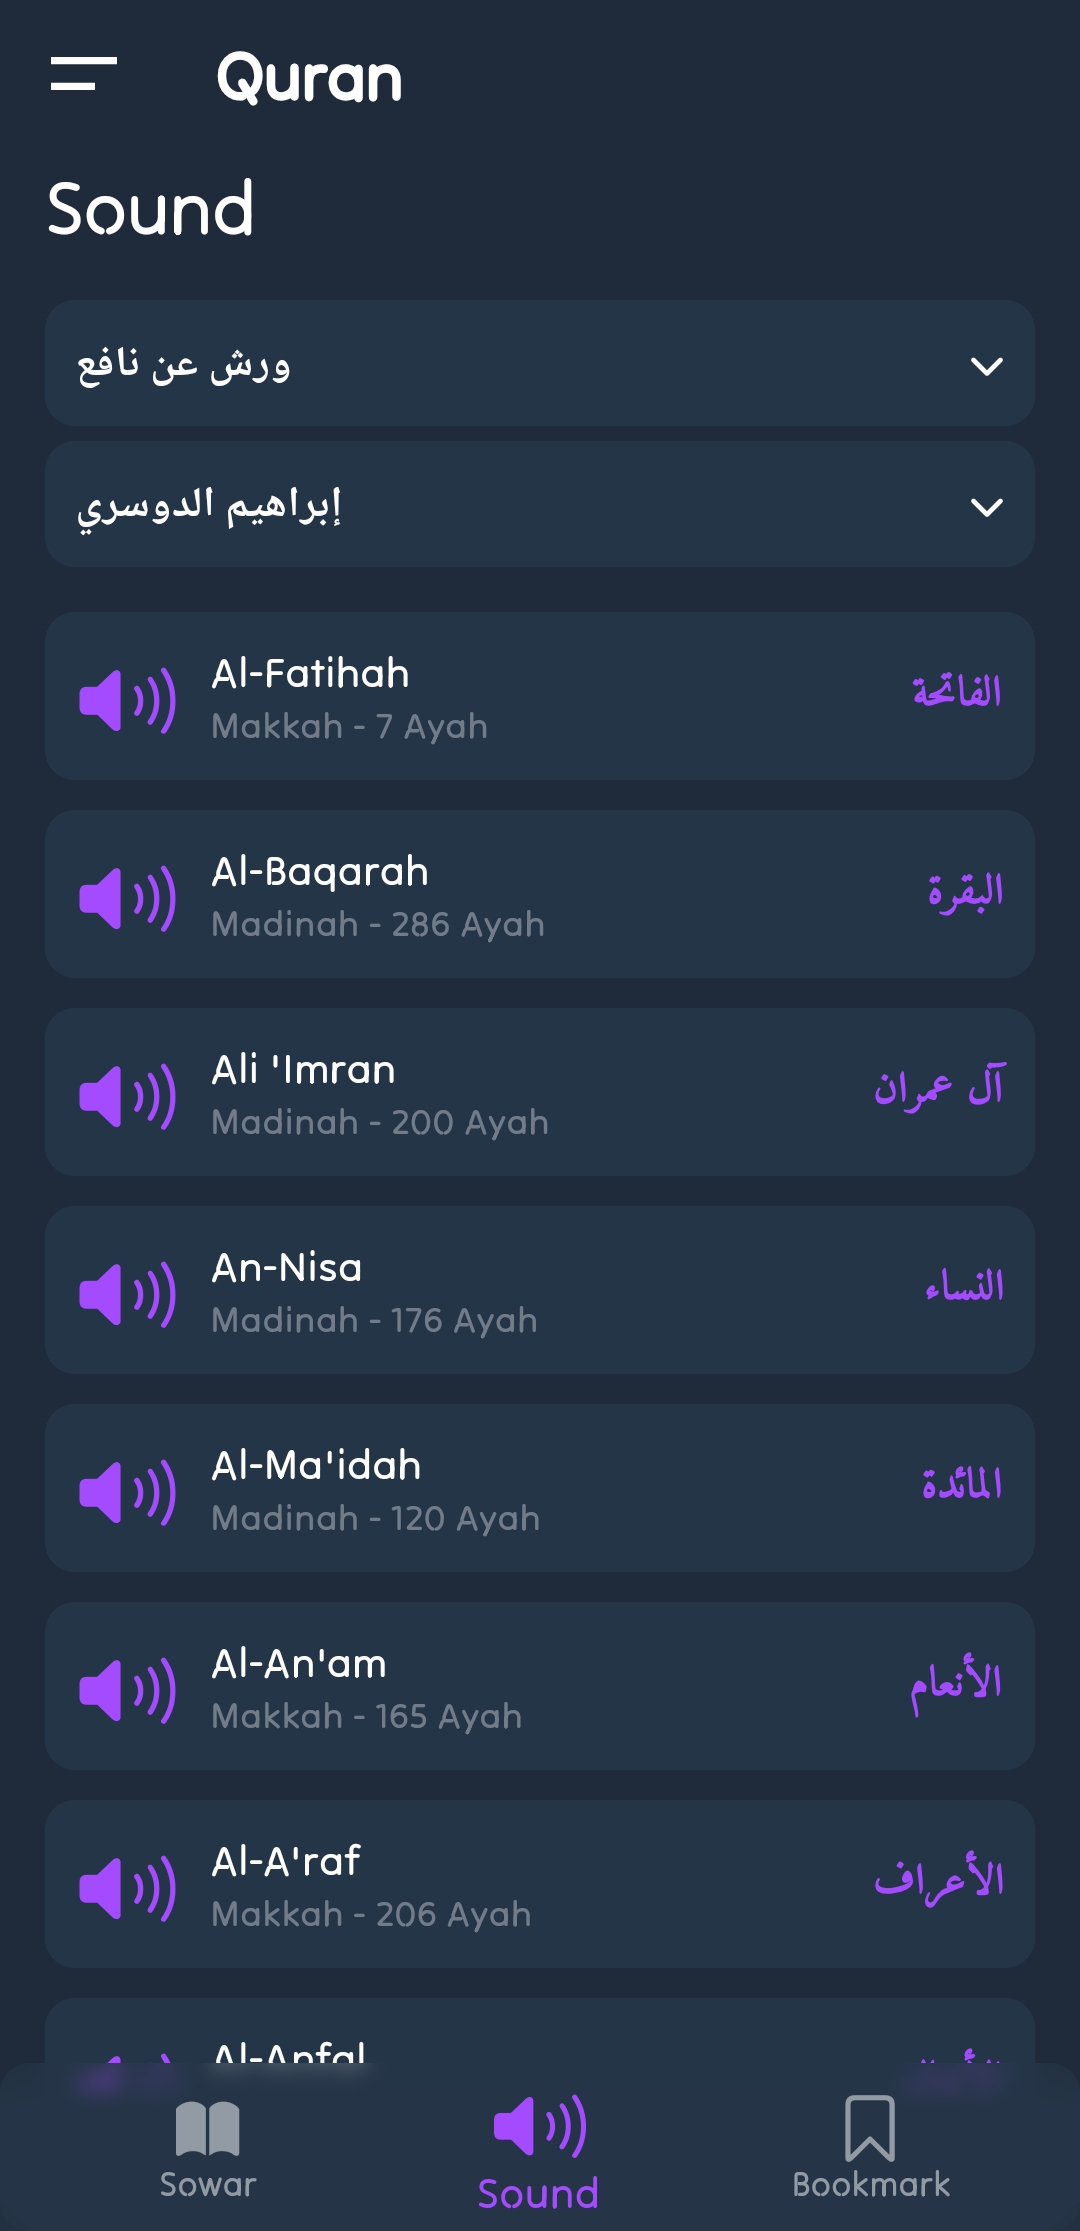 Quran
Sound
ورش عن نافع
إبراهيم الدوسري
Al-Fatihah
الفاتحة
Makkah - 7 Ayah
Al-Baqarah
البقرة
Madinah - 286 Ayah
Ali 'Imran
آل عمران
Madinah - 200 Ayah
An-Nisa
النساء
Madinah - 176 Ayah
Al-Ma'idah
المائدة
Madinah - 120 Ayah
Al-An'am
الأنعام
Makkah - 165 Ayah
Al-A'raf
الأعراف
Makkah - 206 Ayah
Al-Anfal
Sowar
Sound
Bookmark